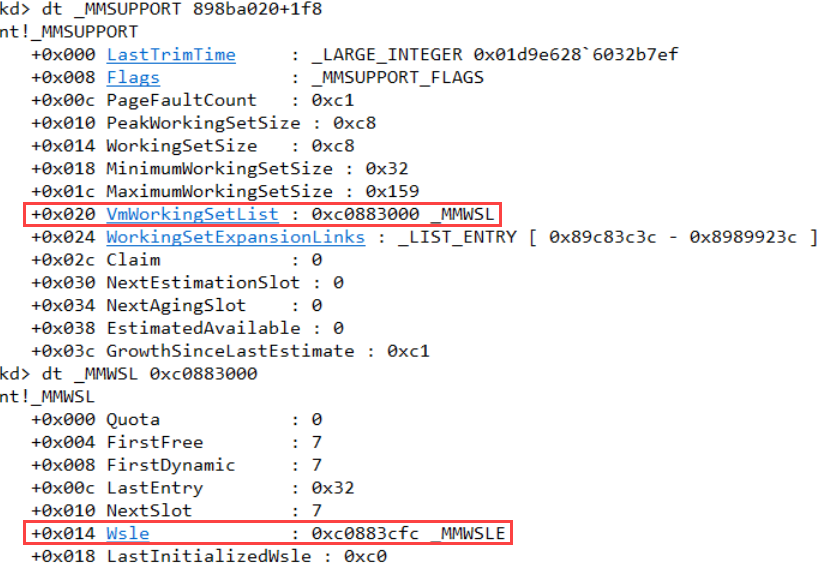 kd> dt _MMSUPPORT 898ba020+1f8
nt!_MMSUPPORT
+0x000 LastTrimTime : _LARGE_INTEGER 0x01d9e628`6032b7ef
+0x008 Flags : _MMSUPPORT_FLAGS
+0x00c PageFaultCount : 0xc1
+0x010 PeakWorkingSetSize : 0xc8
+0x014 WorkingSetSize : 0xc8
+0x018 MinimumWorkingSetSize : 0x32
+0x01c MaximumWorkingSetSize : 0x159
+0x020 VmWorkingSetList : 0xc0883000 _MMWSL
+0x024 WorkingSetExpansionLinks : _LIST_ENTRY [ 0x89c83c3c - 0x8989923c ]
+0x02c Claim : 0
+0x030 NextEstimationSlot : 0
+0x034 NextAgingSlot : 0
+0x038 EstimatedAvailable : 0
+0x03c GrowthSinceLastEstimate : 0xc1
kd> dt _MMWSL 0xc0883000
nt!_MMWSL
+0x000 Quota : 0
+0x004 FirstFree : 7
+0x008 FirstDynamic : 7
+0x00c LastEntry : 0x32
+0x010 NextSlot : 7
+0x014 Wsle : 0xc0883cfc _MMWSLE
+0x018 LastInitializedWsle : 0xc0